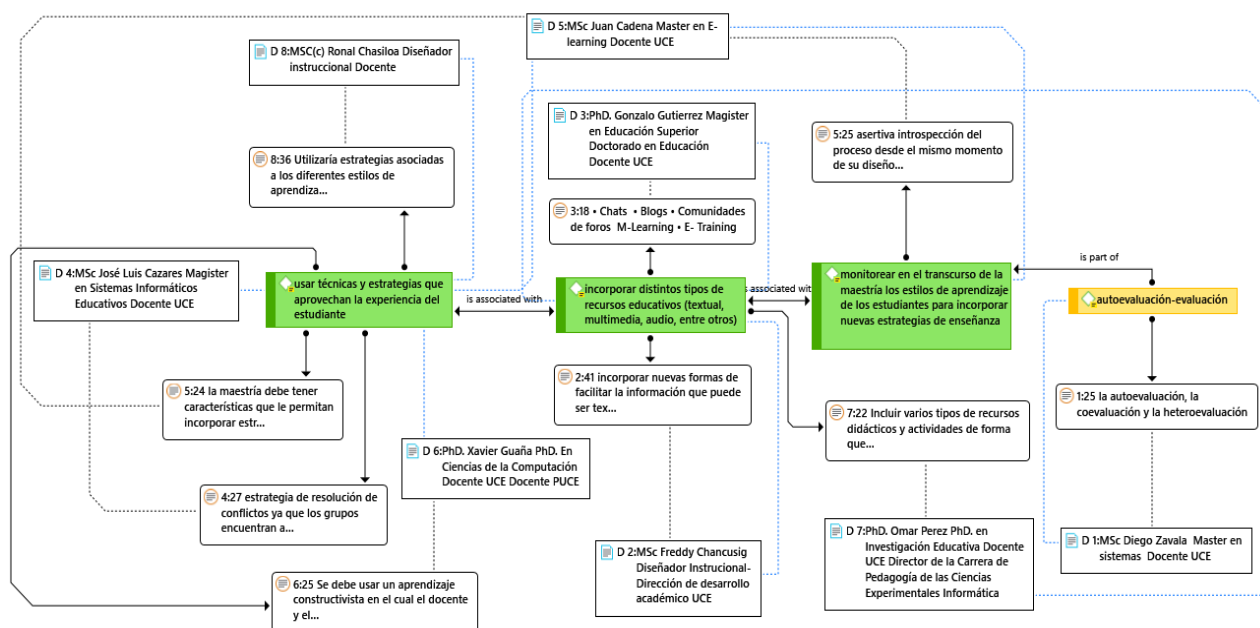 D 5:MSc Juan Cadena Master en E-
learning Docente UCE
D 8:MSC(c) Ronal Chasiloa Diseñador
instruccional Docente
D 3:PhD. Gonzalo Gutierrez Magister
en Educación Superior
Doctorado en Educación
Docente UCE
5:25 asertiva introspección del
proceso desde el mismo momento
de su diseño...
8:36 Utilizaría estrategias asociadas
a los diferentes estilos de
aprendiza...
3:18 • Chats • Blogs • Comunidades
de foros M-Learning • E- Training
D 4:MSc José Luis Cazares Magister
en Sistemas Informáticos
Educativos Docente UCE
usar técnicas y estrategias que
aprovechan la experiencia del
estudiante
is associated with
incorporar distintos tipos de
recursos educativos (textual,
multimedia, audio, entre otros)
s associated wit
monitorear en el transcurso de la
maestría los estilos de aprendizaje
de los estudiantes para incorporar
nuevas estrategias de enseñanza
is part of
autoevaluación-evaluación
5:24 la maestría debe tener
características que le permitan
incorporar estr...
2:41 incorporar nuevas formas de
facilitar la información que puede
ser tex...
7:22 Incluir varios tipos de recursos
didácticos y actividades de forma
que...
1:25 la autoevaluación, la
coevaluación y la heteroevaluación
D 6:PhD. Xavier Guaña PhD. En
Ciencias de la Computación
Docente UCE Docente PUCE
4:27 estrategia de resolución de
conflictos ya que los grupos
encuentran a...
D 2:MSc Freddy Chancusig
Diseñador Instrucional-
Dirección de desarrollo
académico UCE
D 7:PhD. Omar Perez PhD. en
Investigación Educativa Docente
UCE Director de la Carrera de
Pedagogía de las Ciencias
Experimentales Informática
D 1:MSc Diego Zavala Master en
sistemas Docente UCE
6:25 Se debe usar un aprendizaje
constructivista en el cual el docente
y el...